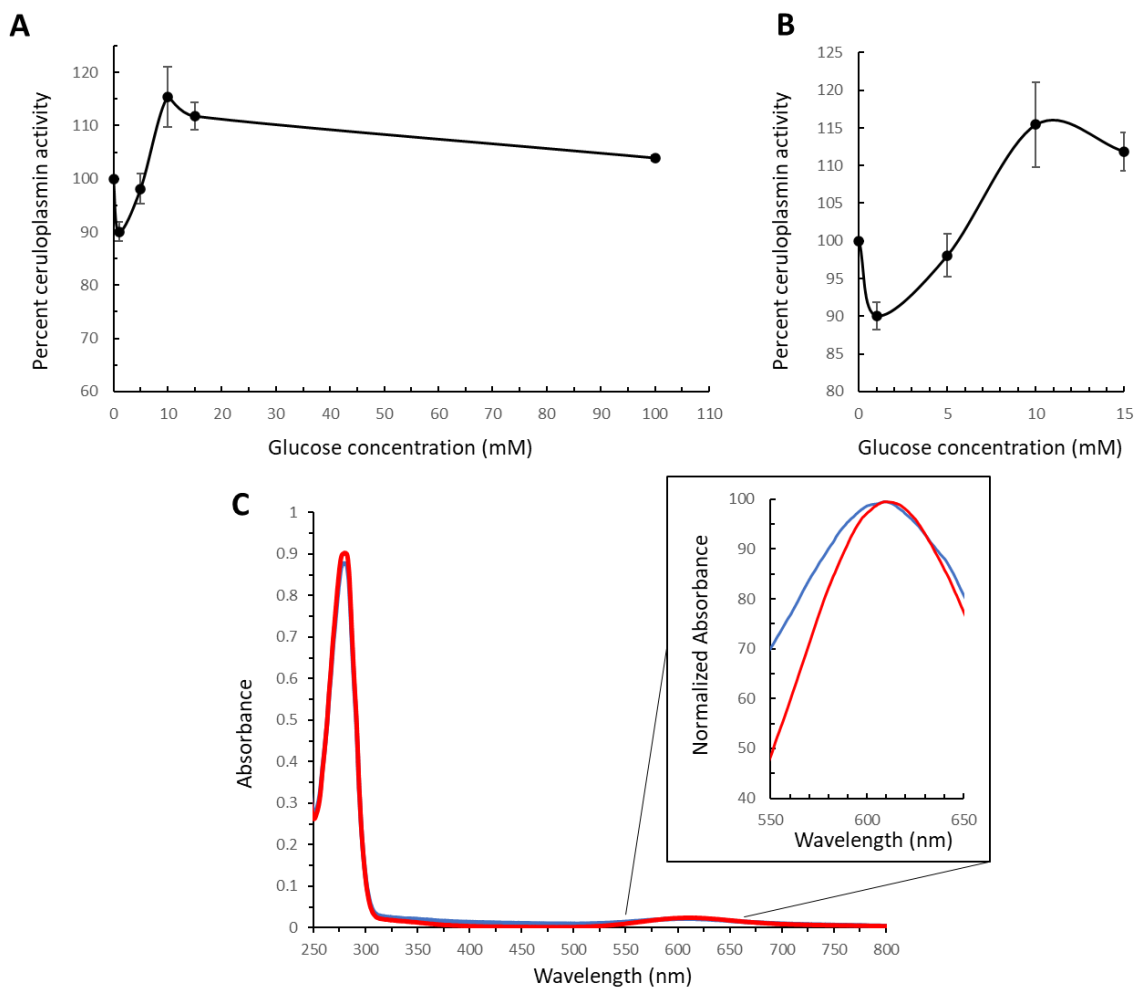 A
Percent ceruloplasmin activity
120
110
100
90
80
70
60
0 10 20 30 40 50 60 70 80 90 100 110
Glucose concentration (mM)
B
Percent ceruloplasmin activity
125
120
115
110
105
100
95
90
85
80
0 5 10 15
Glucose concentration (mM)
C
Absorbance
1
0.9
0.8
0.7
0.6
0.5
0.4
0.3
0.2
0.1
0
250 300 350 400 450 500 550 600 650 700 750 800
Wavelength (nm)
Normalized Absorbance
100
90
80
70
60
50
40
550 600 650
Wavelength (nm)